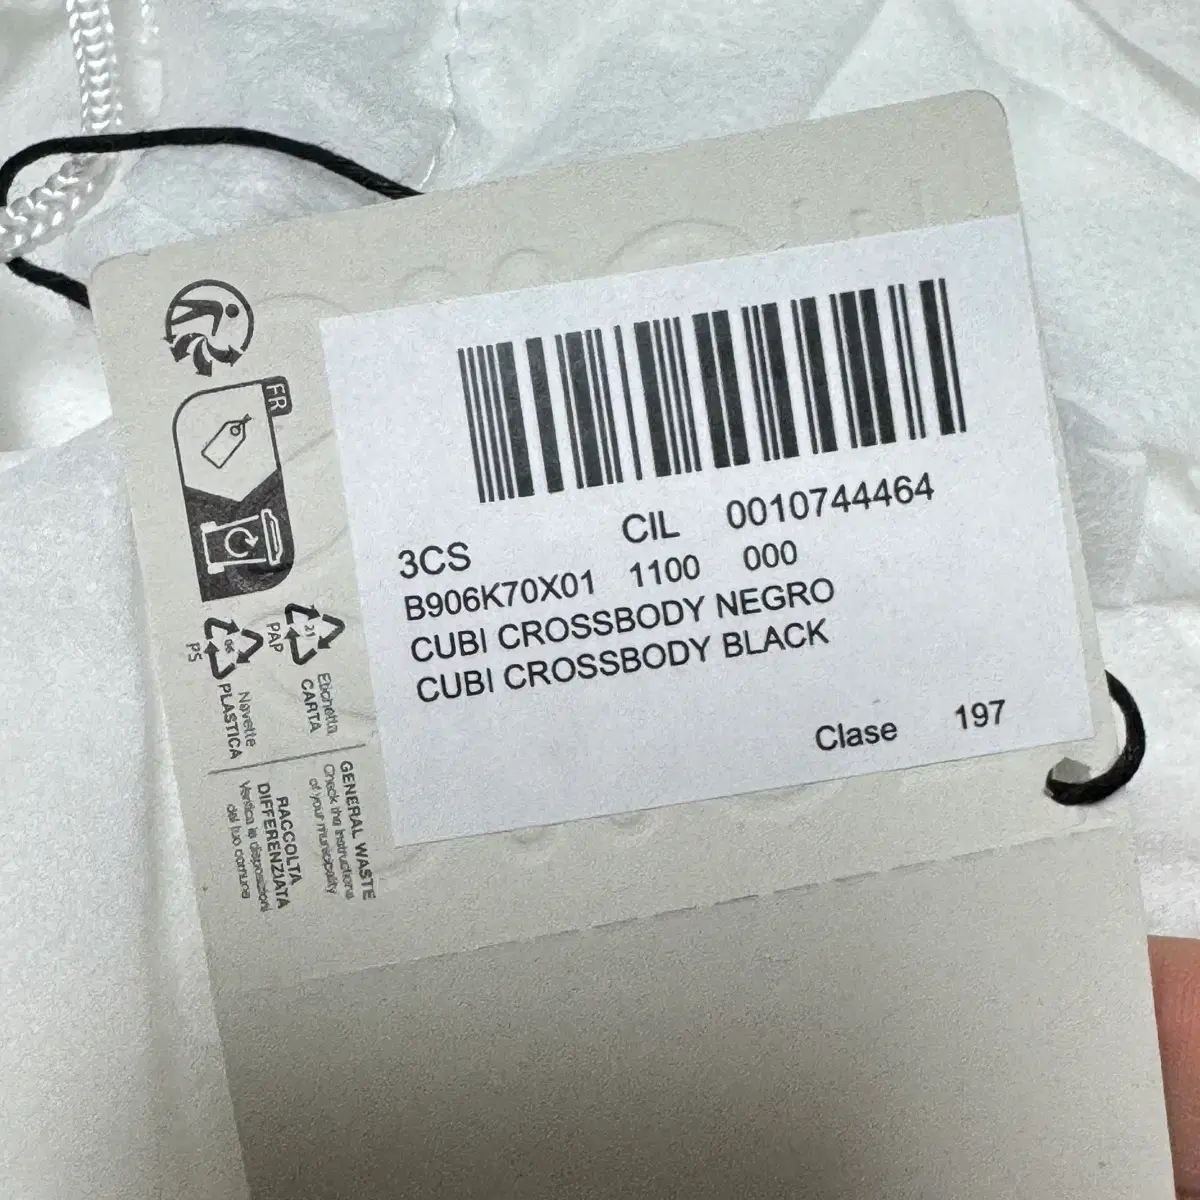 CIL 0010744464
3CS
B906K70X01 1100 000
CUBI CROSSBODY NEGRO
CUBI CROSSBODY BLACK
Clase 197
FR
21
PAP
Etichetta
CARTA
06
PS
Navette
PLASTICA
GENERAL WASTE
Check the instructions
of your municipality
RACCOLTA
DIFFERENZIATA
Verifica le disposizioni
del tuo comune